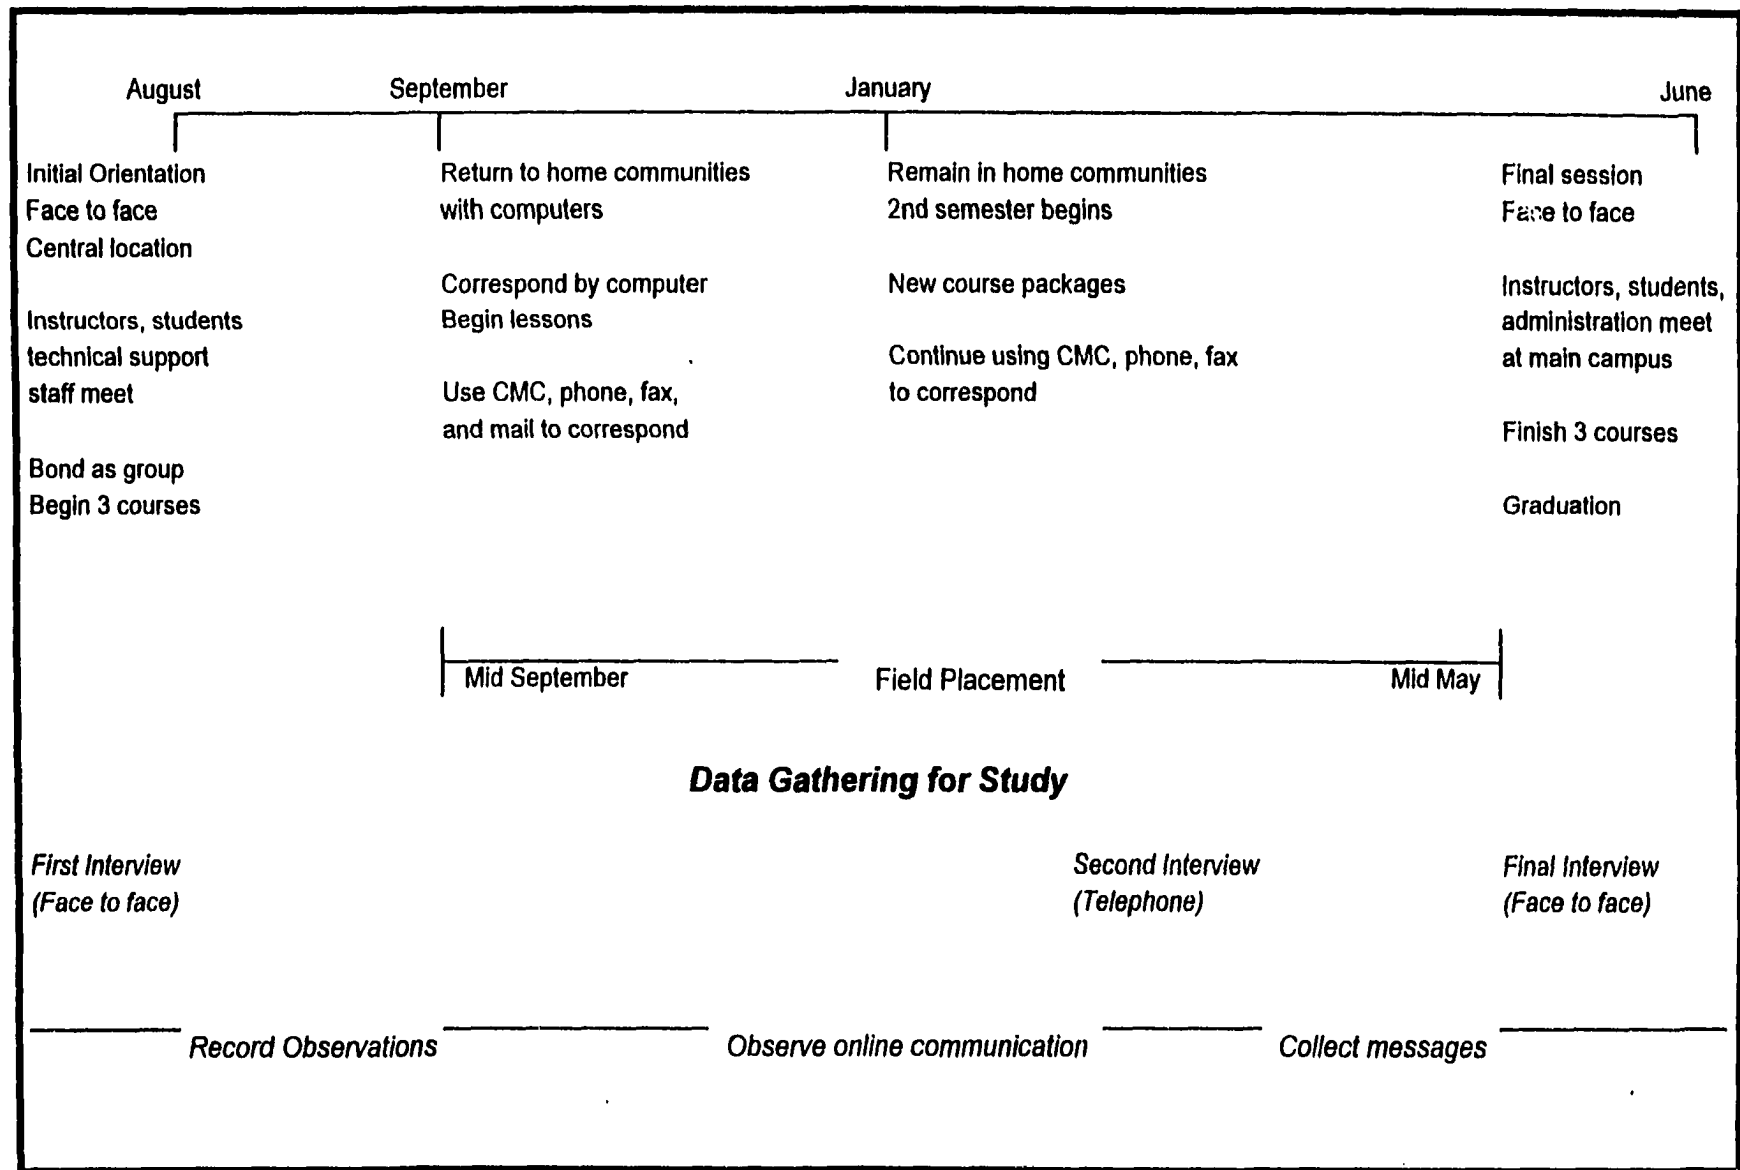 August
September
January
June
Initial Orientation
Face to face
Central location
Instructors, students
technical support
staff meet
Bond as group
Begin 3 courses
Return to home communities
with computers
Correspond by computer
Begin lessons
Use CMC, phone, fax,
and mail to correspond
Remain in home communities
2nd semester begins
New course packages
Continue using CMC, phone, fax
to correspond
Final session
Face to face
Instructors, students,
administration meet
at main campus
Finish 3 courses
Graduation
Mid September
Field Placement
Mid May
Data Gathering for Study
First Interview
(Face to face)
Second Interview
(Telephone)
Final Interview
(Face to face)
Record Observations
Observe online communication
Collect messages